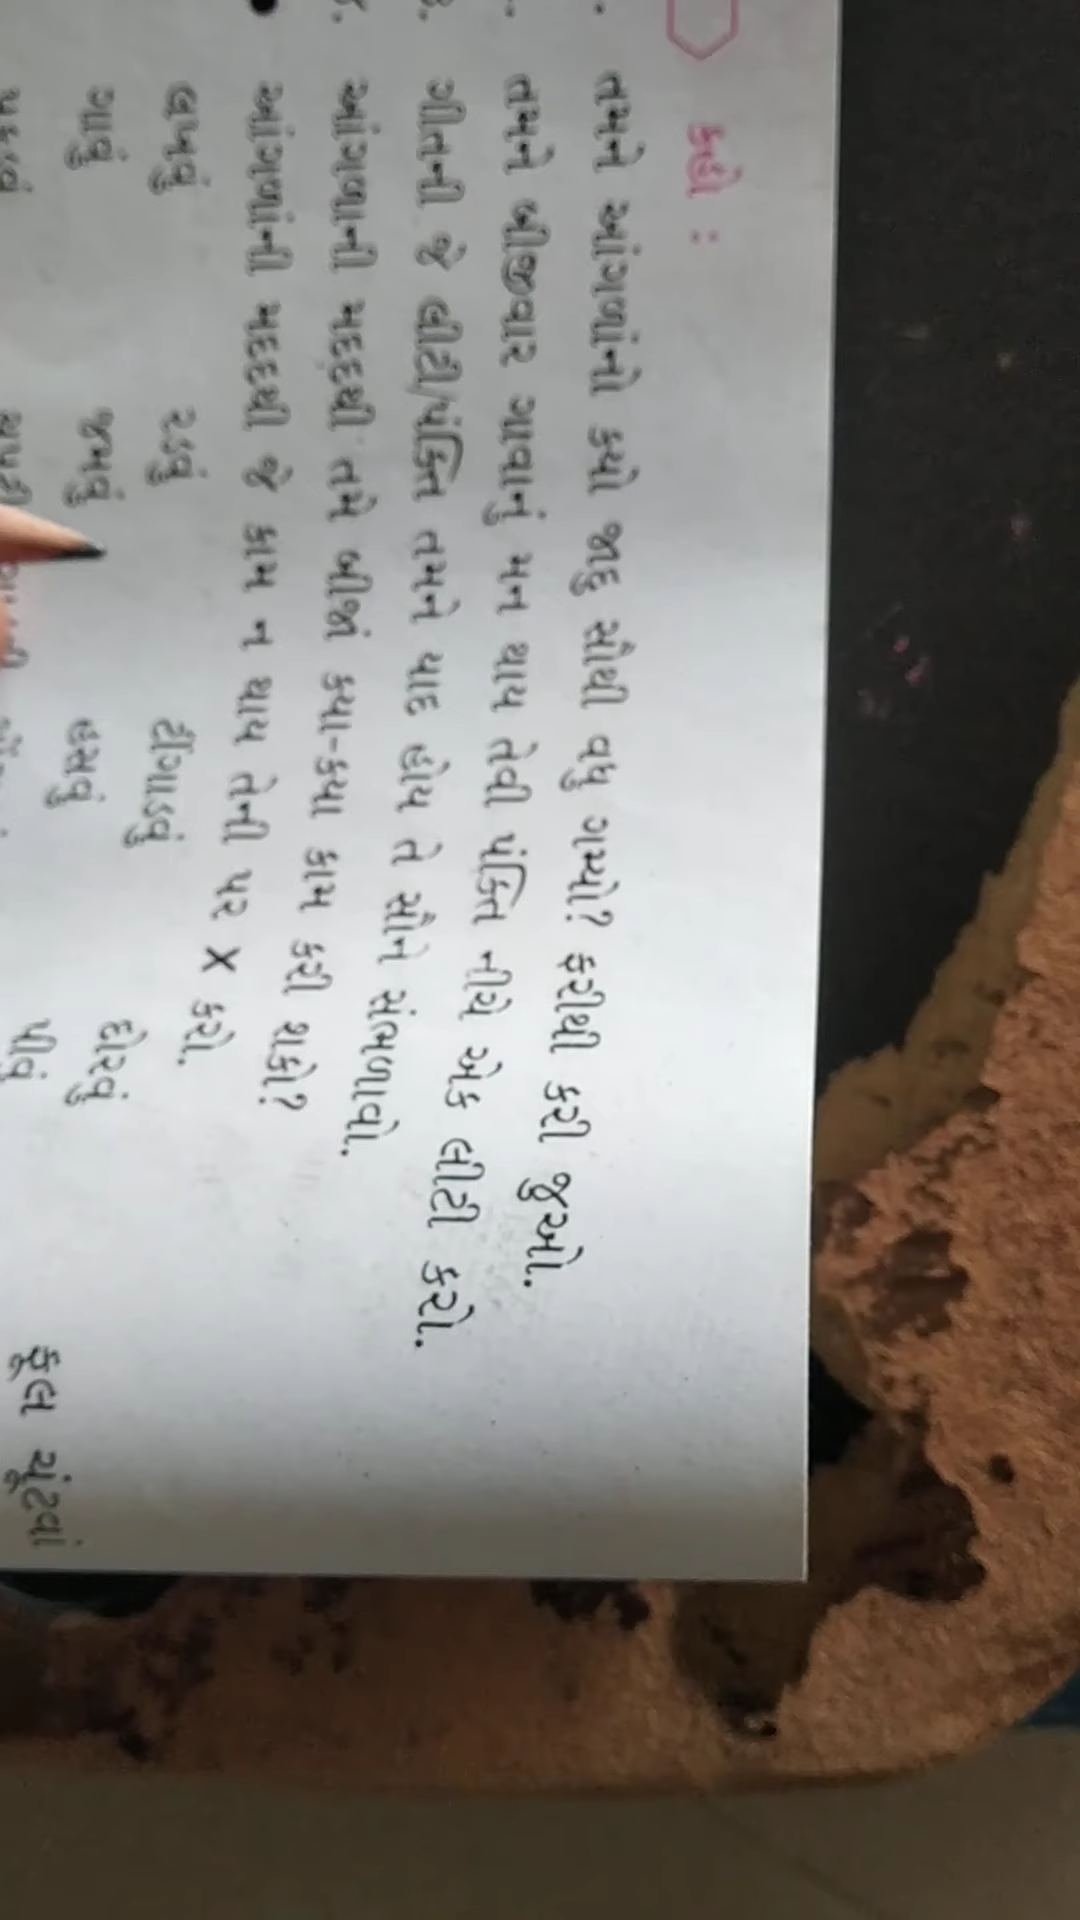 કહો :
તમને આંગળાંનો કયો જાદુ સૌથી વધુ ગમ્યો? ફરીથી કરી જુઓ.
તમને બીજીવાર ગાવાનું મન થાય તેવી પંક્તિ નીચે એક લીટી કરો.
ગીતની જે લીટી/પંક્તિ તમને યાદ હોય તે સૌને સંભળાવો.
આંગળાની મદદથી તમે બીજાં કયા-કયા કામ કરી શકો?
● આંગળાંની મદદથી જે કામ ન થાય તેની પર X કરો.
લખવું રડવું ટીંગાડવું
ગાવું જમવું હસવું દોરવું
પીવું ફૂલ ચૂંટવાં